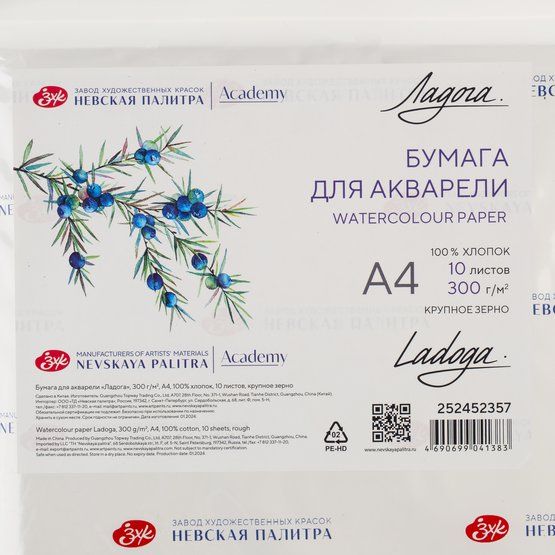 ЗАВОД ХУДОЖЕСТВЕННЫХ КРАСОК
НЕВСКАЯ ПАЛИТРА
Academy
Ладога.
БУМАГА
ДЛЯ АКВАРЕЛИ
WATERCOLOUR PAPER
100% ХЛОПОК
А4
10 листов
300 г/м²
КРУПНОЕ ЗЕРНО
MANUFACTURERS OF ARTISTS' MATERIALS
NEVSKAYA PALITRA
Academy
Ladoga.
Бумага для акварели «Ладога», 300 г/м², А4, 100% хлопок, 10 листов, крупное зерно
252452357
Watercolour paper Ladoga, 300 g/m², A4, 100% cotton, 10 sheets, rough
02
PE-HD
www.nevskayapalitra.com
4 690699 041383
ЗАВОД ХУДОЖЕСТВЕННЫХ КРАСОК
НЕВСКАЯ ПАЛИТРА